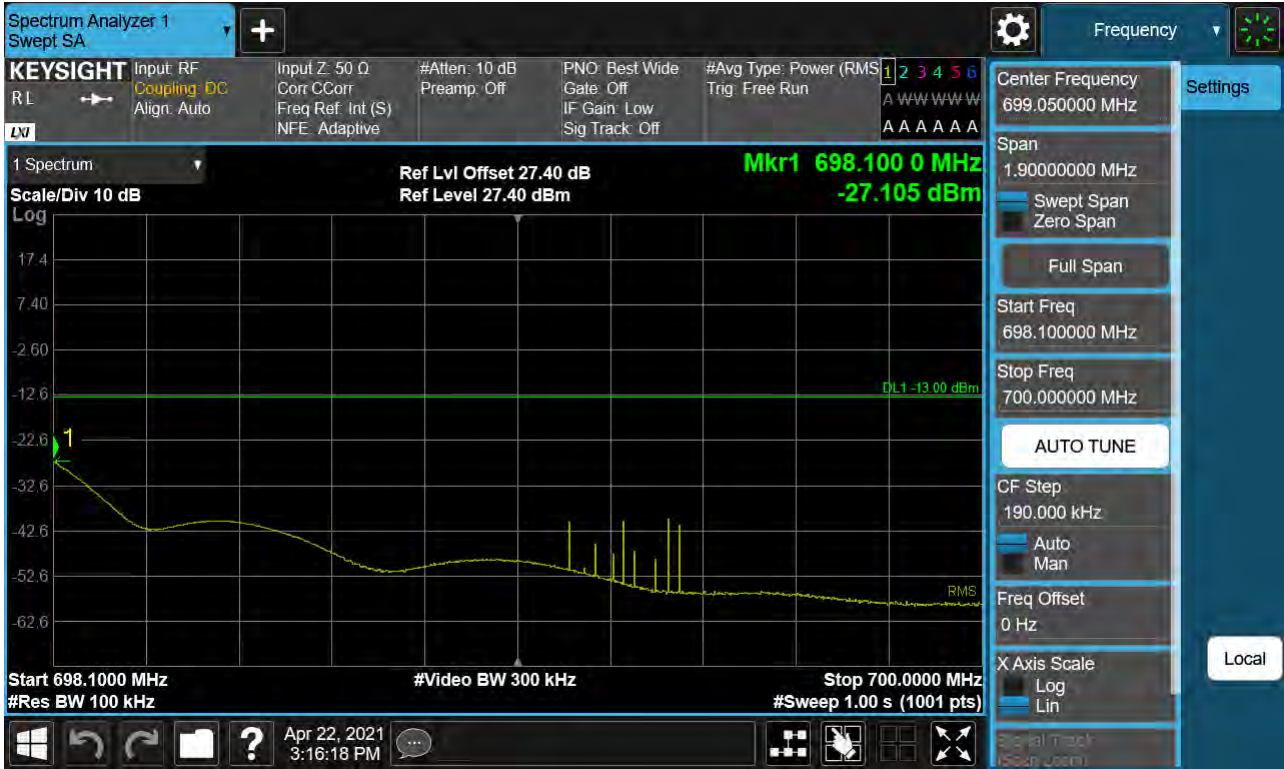 Spectrum Analyzer 1
Swept SA
Frequency
KEYSIGHT
RL
LXI
Input: RF
Coupling: DC
Align: Auto
Input Z: 50 Ω
Corr CCorr
Freq Ref: Int (S)
NFE: Adaptive
#Atten: 10 dB
Preamp: Off
PNO: Best Wide
Gate: Off
IF Gain: Low
Sig Track: Off
#Avg Type: Power (RMS
Trig: Free Run
1 2 3 4 5 6
A W W W W W
A A A A A A
1 Spectrum
Scale/Div 10 dB
Log
Ref Lvl Offset 27.40 dB
Ref Level 27.40 dBm
Mkr1 698.100 0 MHz
-27.105 dBm
17.4
7.40
-2.60
-12.6
-22.6
-32.6
-42.6
-52.6
-62.6
DL1 -13.00 dBm
1
RMS
Start 698.1000 MHz
#Res BW 100 kHz
#Video BW 300 kHz
Stop 700.0000 MHz
#Sweep 1.00 s (1001 pts)
Center Frequency
699.050000 MHz
Span
1.90000000 MHz
Swept Span
Zero Span
Full Span
Start Freq
698.100000 MHz
Stop Freq
700.000000 MHz
AUTO TUNE
CF Step
190.000 kHz
Auto
Man
Freq Offset
0 Hz
X Axis Scale
Log
Lin
Signal Track
(Span Zoom)
Settings
Local
?
Apr 22, 2021
3:16:18 PM